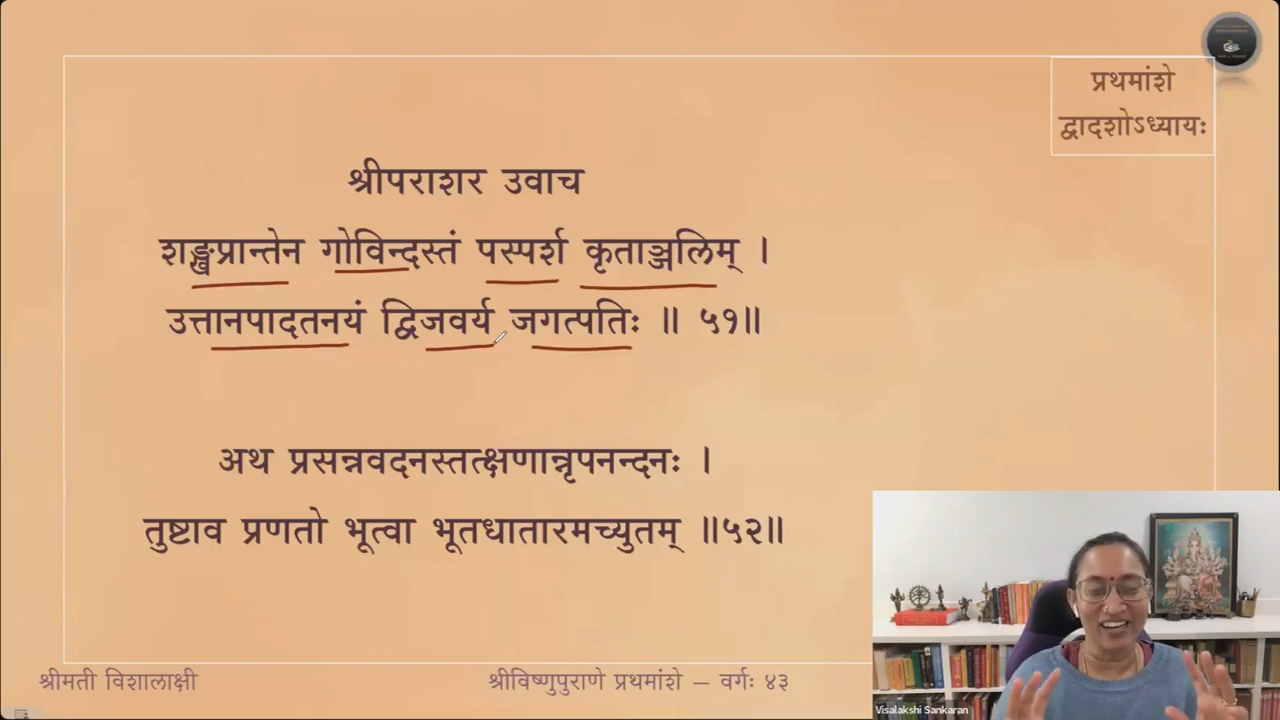 प्रथमांशे
द्वादशोऽध्यायः
श्रीपराशर उवाच
शङ्खप्रान्तेन गोविन्दस्तं पस्पर्श कृताञ्जलिम् ।
उत्तानपादतनयं द्विजवर्य जगत्पतिः ॥ ५१॥
अथ प्रसन्नवदनस्तत्क्षणान्नृपनन्दनः ।
तुष्टाव प्रणतो भूत्वा भूतधातारमच्युतम् ॥५२॥
श्रीमती विशालाक्षी
श्रीविष्णुपुराणे प्रथमांशे – वर्गः ४३
Visalakshi Sankaran